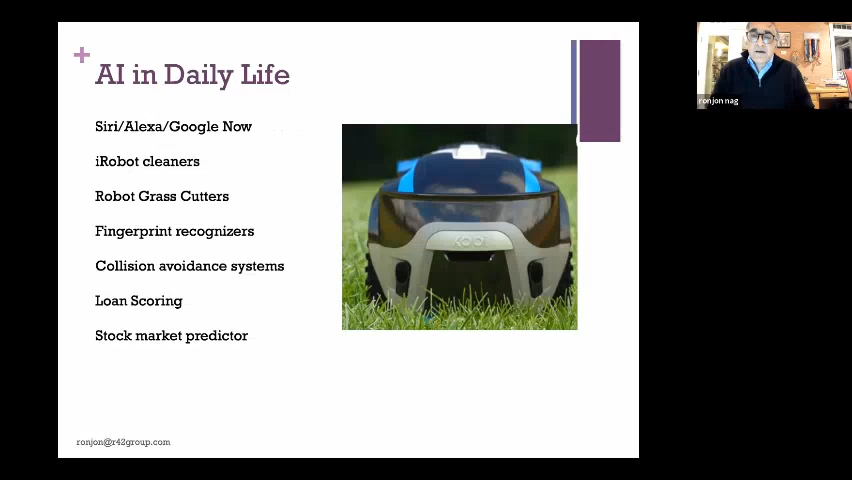 +
AI in Daily Life
Siri/Alexa/Google Now
iRobot cleaners
Robot Grass Cutters
Fingerprint recognizers
Collision avoidance systems
Loan Scoring
Stock market predictor
ronjon@r42group.com
ronjon nag